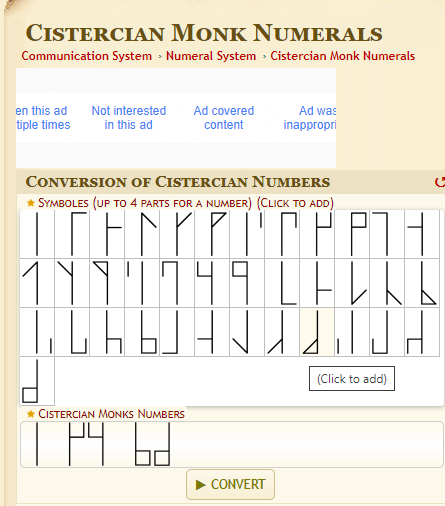 Cistercian Monk Numerals
Communication System › Numeral System › Cistercian Monk Numerals
en this ad
tiple times
Not interested
in this ad
Ad covered
content
Ad was
inappropri
Conversion of Cistercian Numbers
★ Symboles (up to 4 parts for a number) (Click to add)
(Click to add)
★ Cistercian Monks Numbers
▶ CONVERT